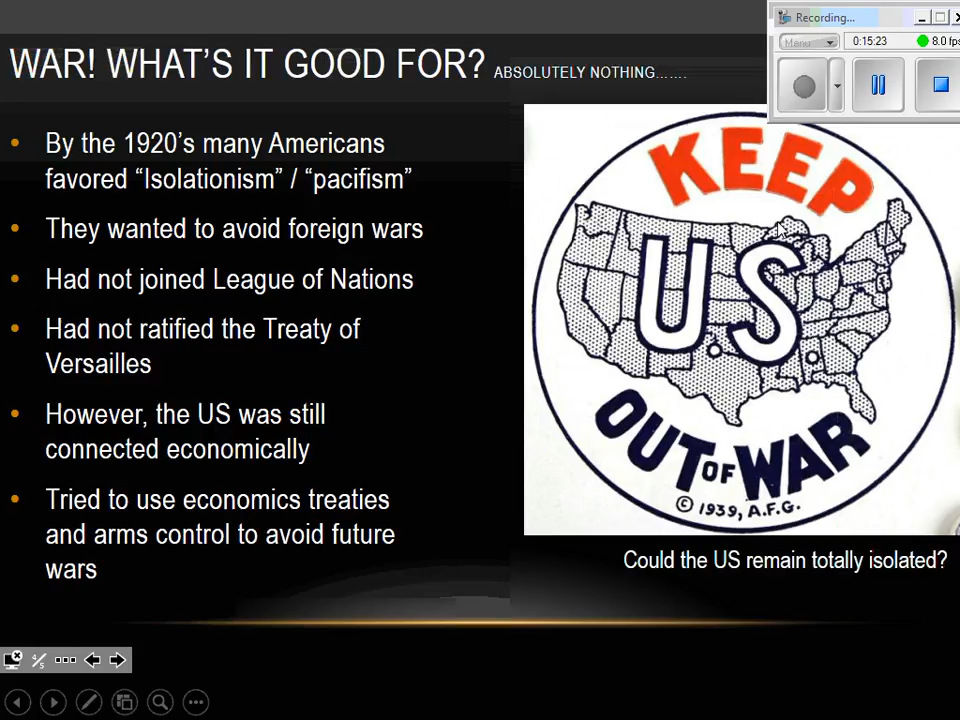 Recording...
Menu
0:15:23
8.0 fps
WAR! WHAT'S IT GOOD FOR? ABSOLUTELY NOTHING…….
• By the 1920's many Americans
favored “Isolationism” / “pacifism”
• They wanted to avoid foreign wars
• Had not joined League of Nations
• Had not ratified the Treaty of
Versailles
• However, the US was still
connected economically
• Tried to use economics treaties
and arms control to avoid future
wars
KEEP
US
OUT OF WAR
© 1939, A.F.G.
Could the US remain totally isolated?
4/5